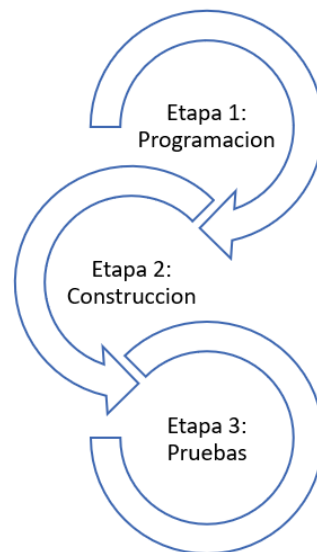 Etapa 1:
Programacion
Etapa 2:
Construccion
Etapa 3:
Pruebas